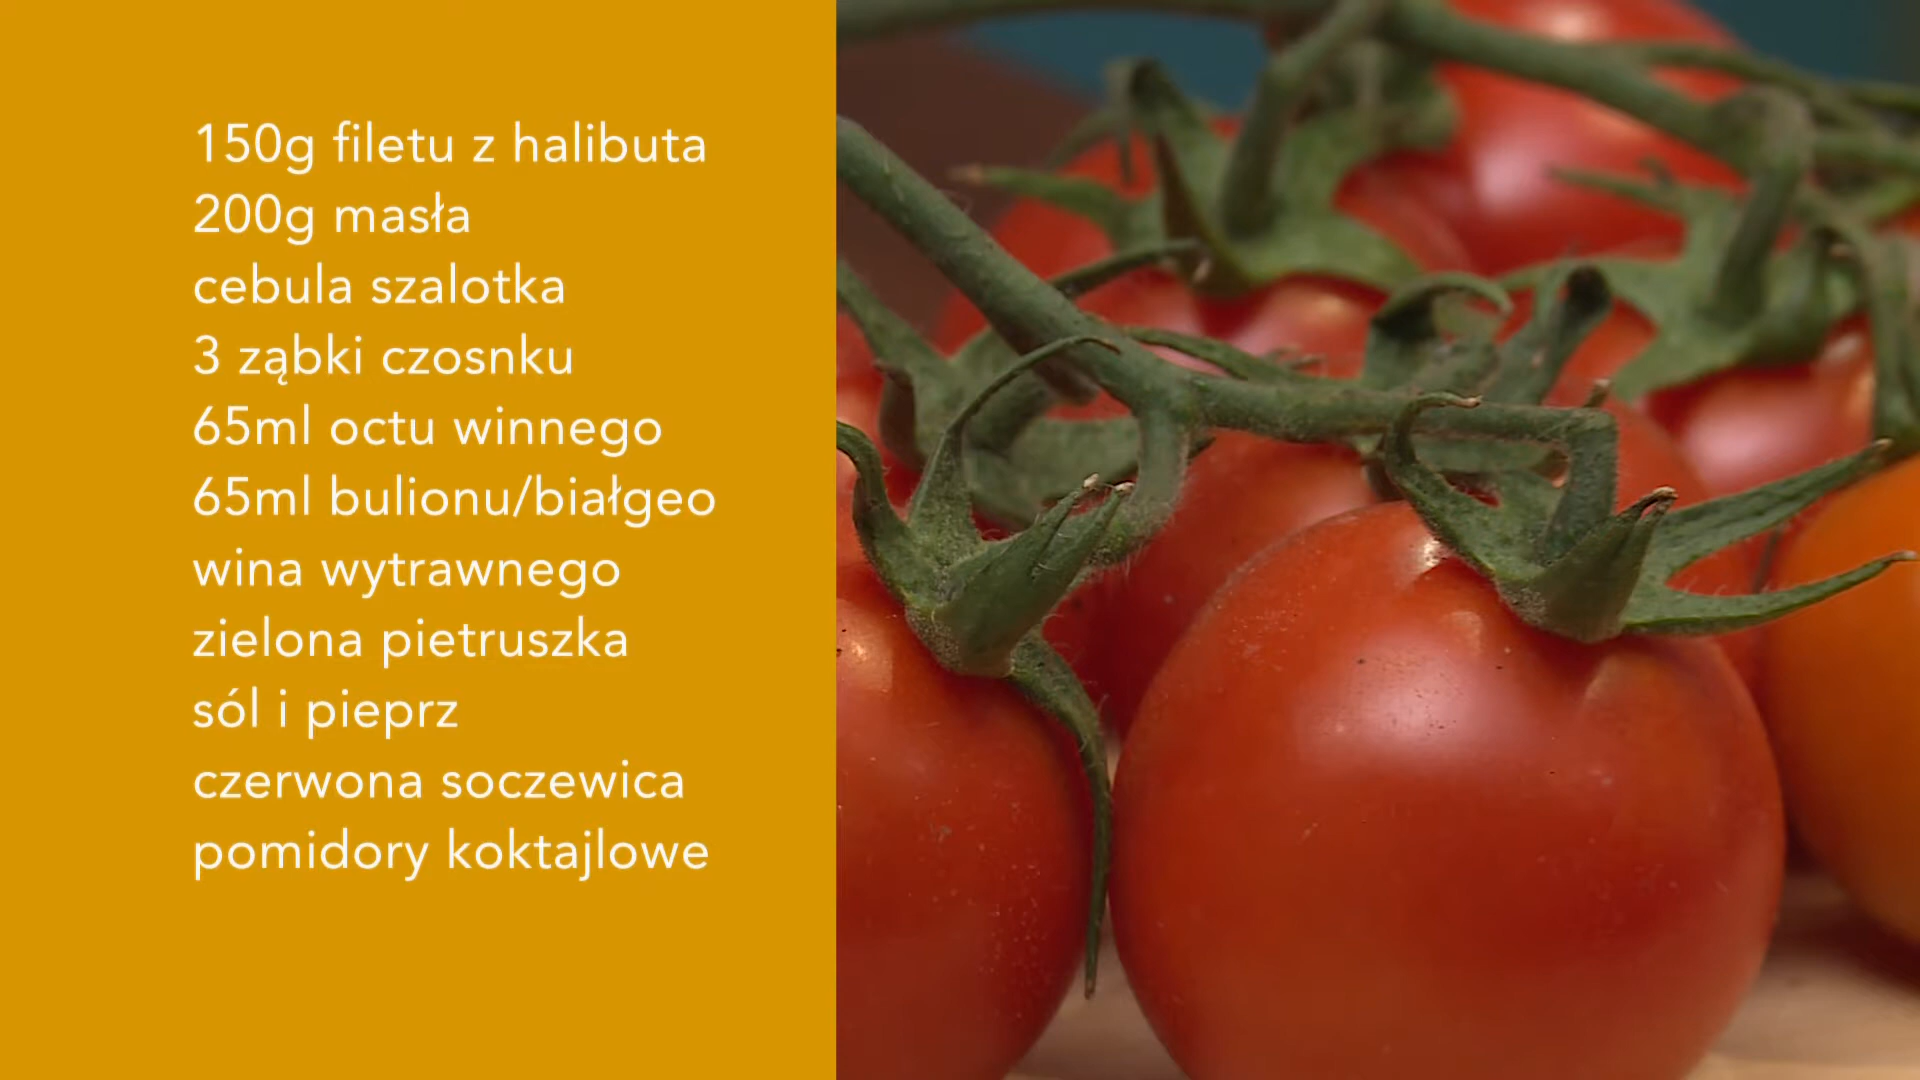 150g filetu z halibuta
200g masła
cebula szalotka
3 ząbki czosnku
65ml octu winnego
65ml bulionu/białgeo
wina wytrawnego
zielona pietruszka
sól i pieprz
czerwona soczewica
pomidory koktajlowe